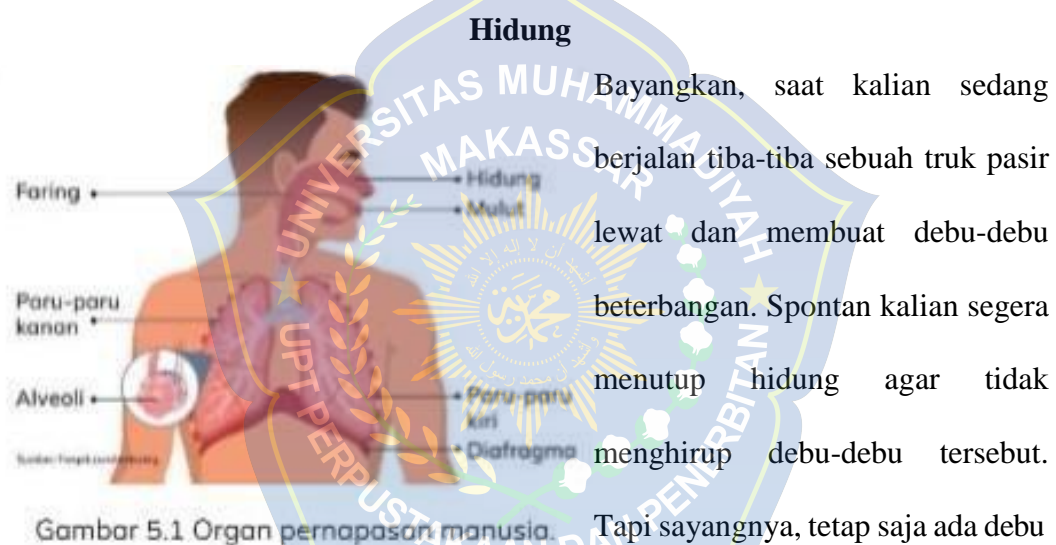 Hidung
Bayangkan, saat kalian sedang
berjalan tiba-tiba sebuah truk pasir
lewat dan membuat debu-debu
beterbangan. Spontan kalian segera
menutup hidung agar tidak
menghirup debu-debu tersebut.
Tapi sayangnya, tetap saja ada debu
Faring
Hidung
Mulut
Paru-paru
kanan
Alveoli
Paru-paru
kiri
Diafragma
Gambar 5.1 Organ pernapasan manusia.
UNIVERSITAS MUHAMMADIYAH
MAKASSAR
UPT PERPUSTAKAAN DAN PENERBITAN